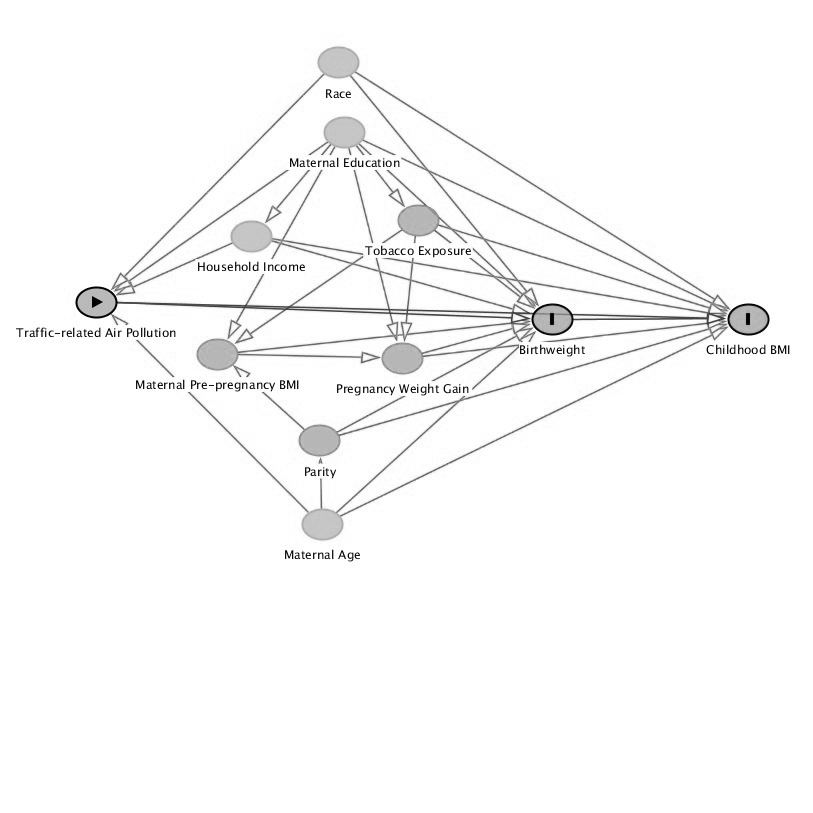 Race
Maternal Education
Tobacco Exposure
Household Income
Traffic-related Air Pollution
Birthweight
Childhood BMI
Maternal Pre-pregnancy BMI
Pregnancy Weight Gain
Parity
Maternal Age